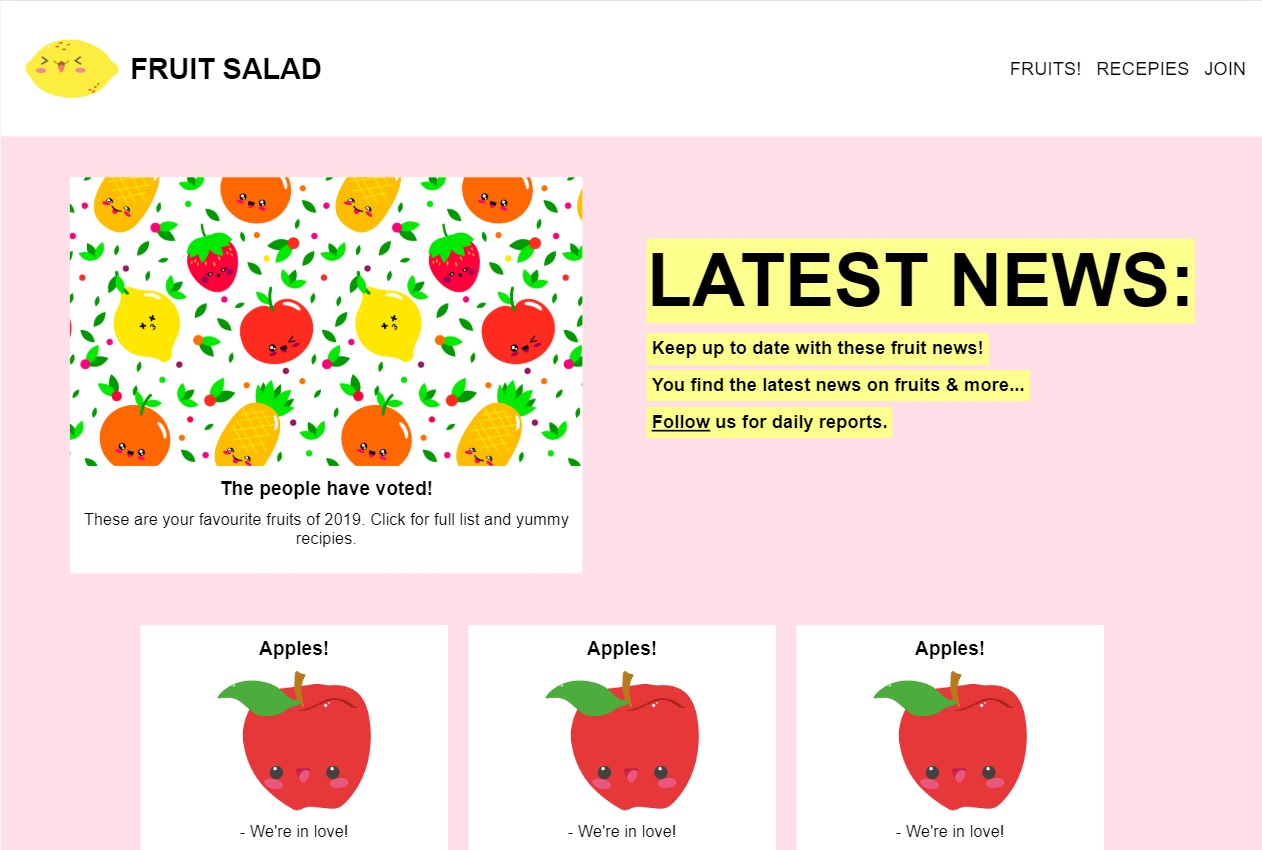 FRUIT SALAD
FRUITS! RECEPIES JOIN
LATEST NEWS:
Keep up to date with these fruit news!
You find the latest news on fruits & more...
Follow us for daily reports.
The people have voted!
These are your favourite fruits of 2019. Click for full list and yummy
recipies.
Apples!
- We're in love!
Apples!
- We're in love!
Apples!
- We're in love!